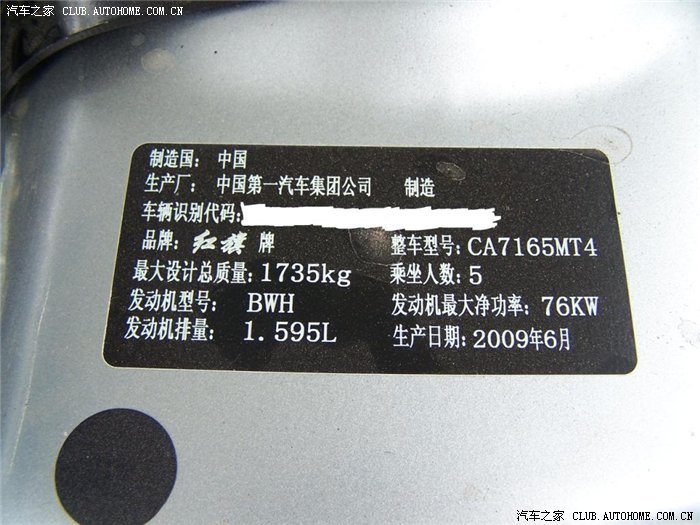 汽车之家 CLUB.AUTOHOME.COM.CN
制造国: 中国
生产厂: 中国第一汽车集团公司 制造
车辆识别代码:
品牌: 红旗 牌 整车型号: CA7165MT4
最大设计总质量: 1735kg 乘坐人数: 5
发动机型号: BWH 发动机最大净功率: 76KW
发动机排量: 1.595L 生产日期: 2009年6月
汽车之家 CLUB.AUTOHOME.COM.CN